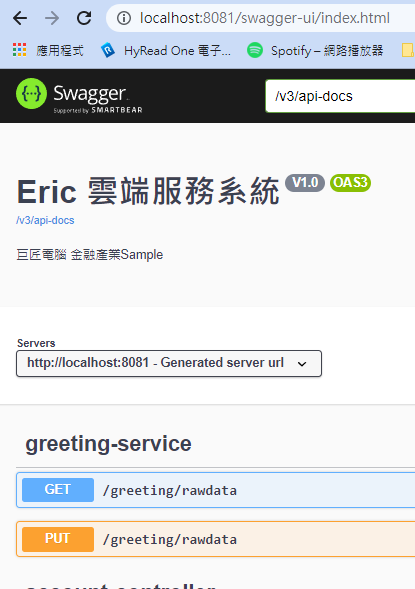 localhost:8081/swagger-ui/index.html
應用程式 HyRead One 電子... Spotify – 網路播放器
Swagger
Supported by SMARTBEAR
/v3/api-docs
Eric 雲端服務系統 V1.0 OAS3
/v3/api-docs
巨匠電腦 金融產業Sample
Servers
http://localhost:8081 - Generated server url
greeting-service
GET /greeting/rawdata
PUT /greeting/rawdata
account-controller